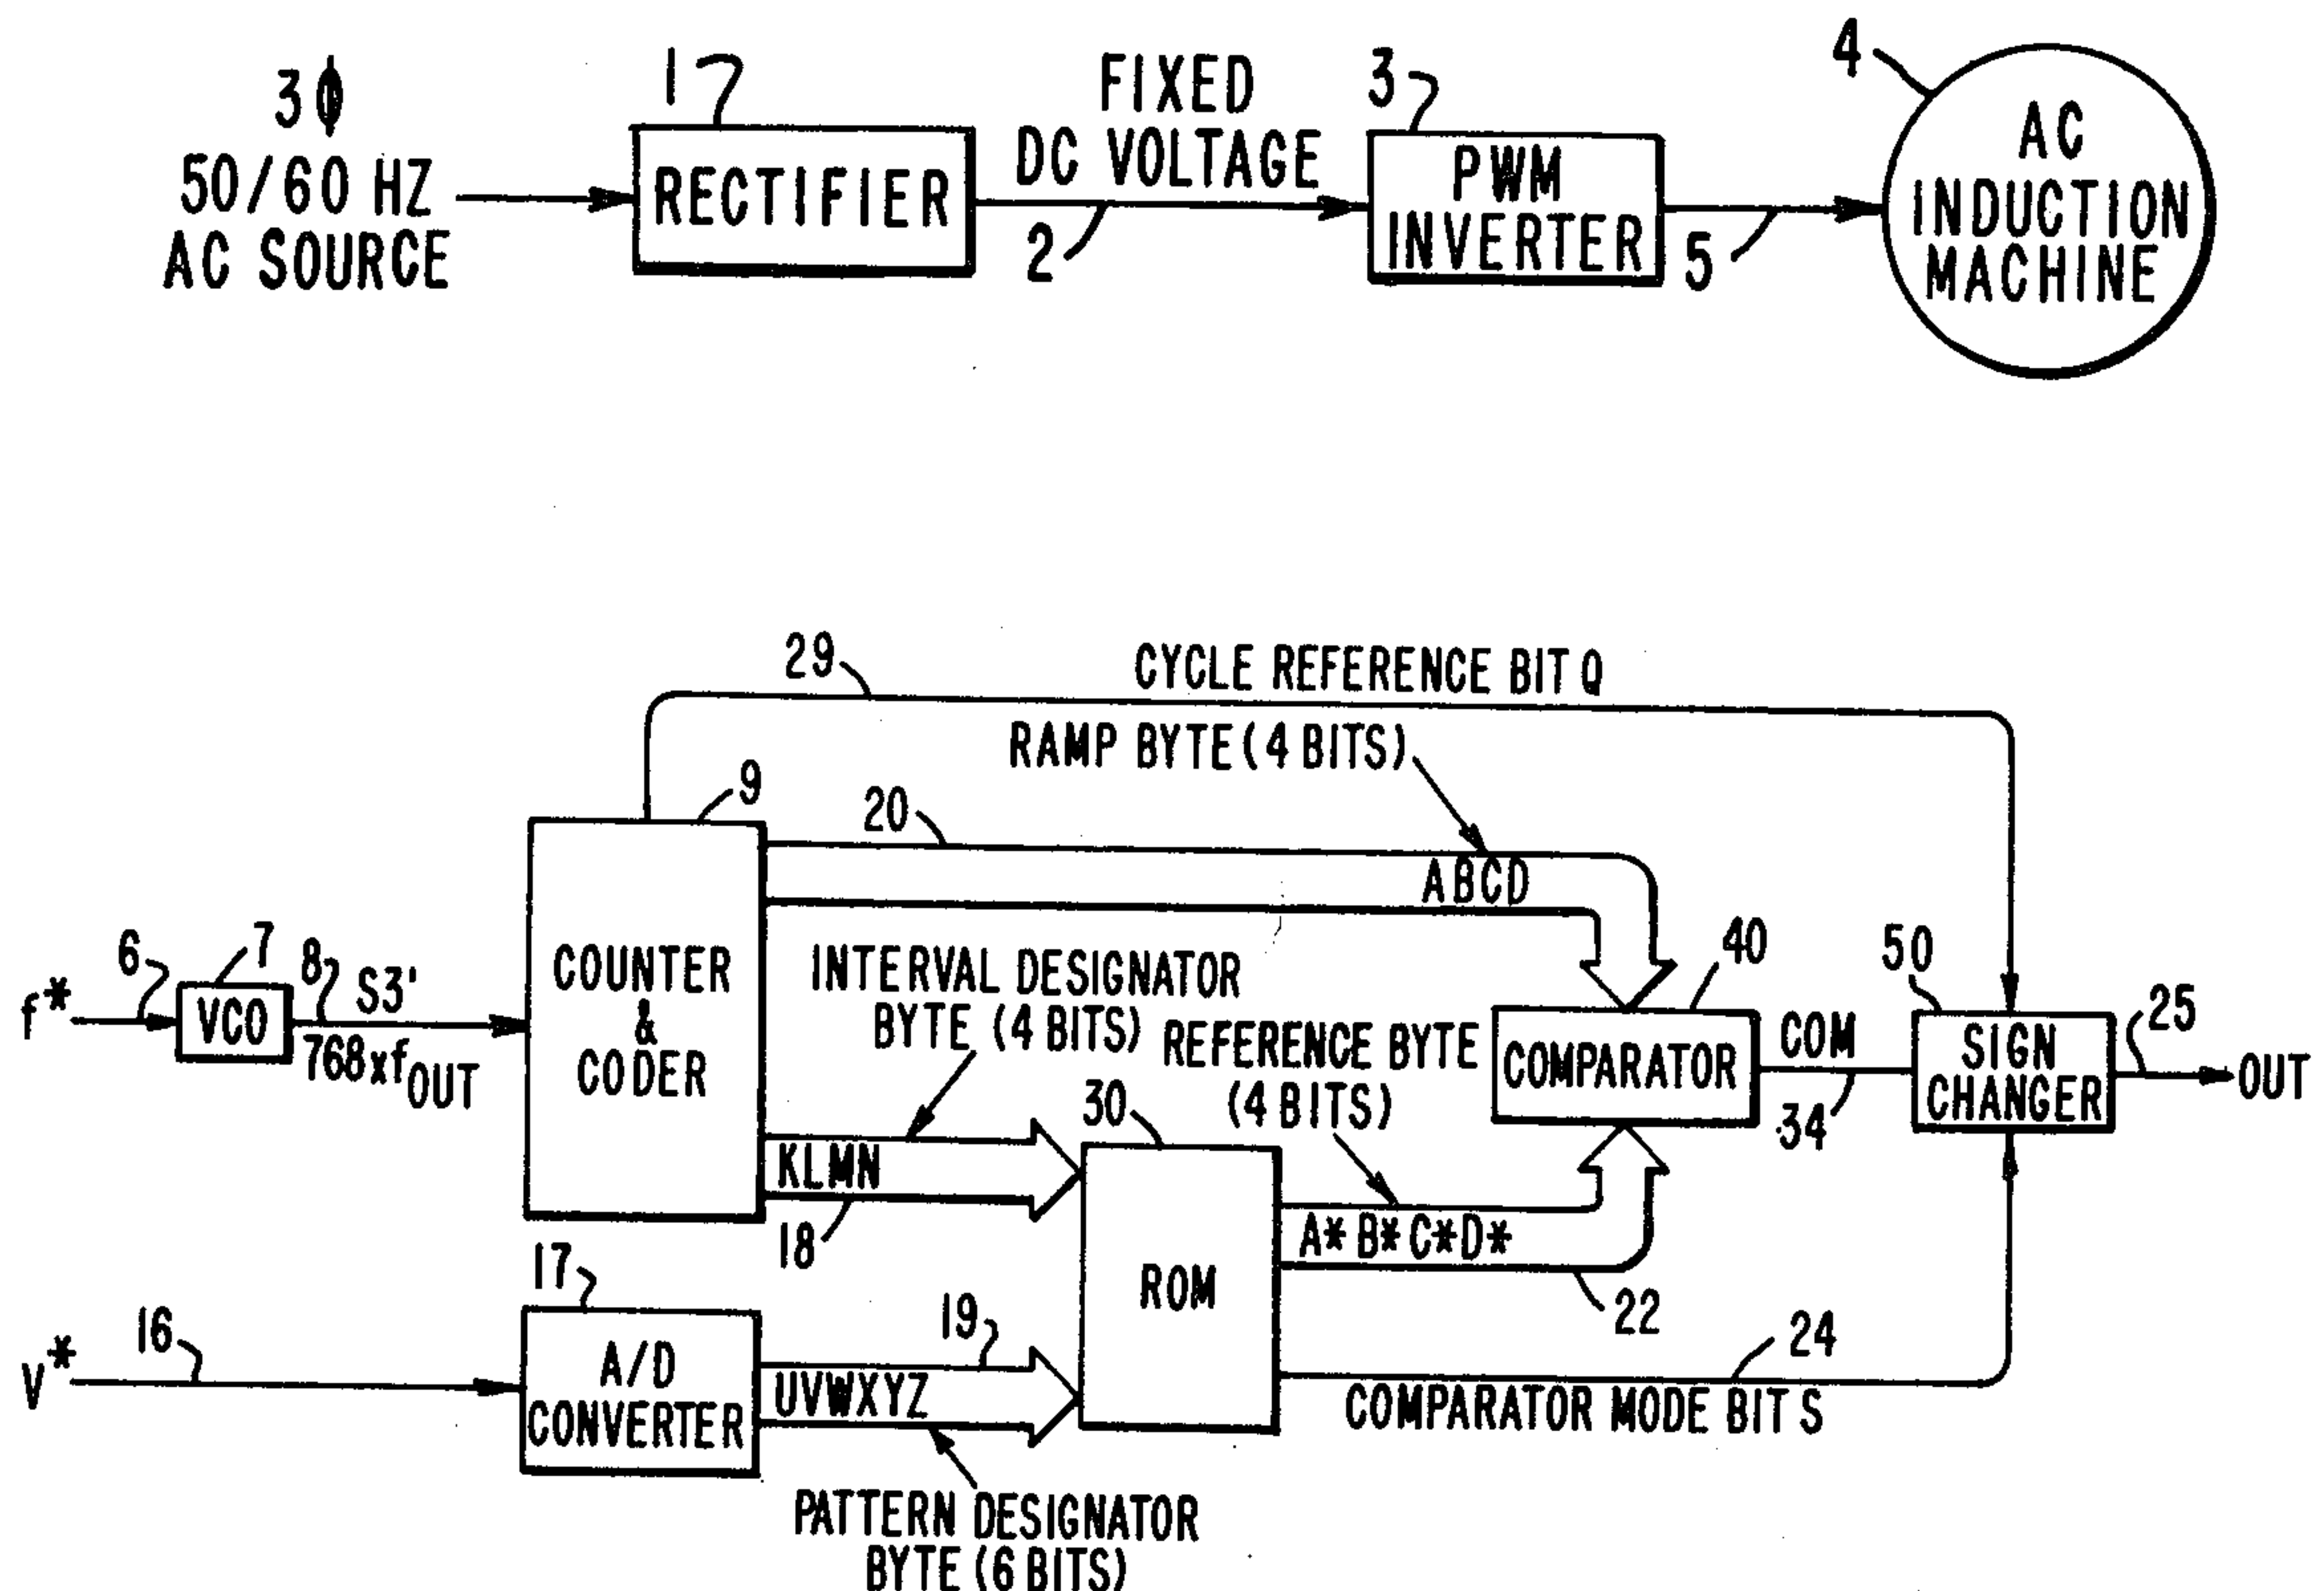 3ϕ
50/60 HZ
AC SOURCE
1
RECTIFIER
FIXED
DC VOLTAGE
2
3
PWM
INVERTER
5
4
AC
INDUCTION
MACHINE
29
CYCLE REFERENCE BIT Q
RAMP BYTE (4 BITS)
9
20
ABCD
COUNTER
&
CODER
f*
6
7
VCO
8
S3'
768xfOUT
INTERVAL DESIGNATOR
BYTE (4 BITS)
REFERENCE BYTE
(4 BITS)
40
COMPARATOR
COM
34
50
SIGN
CHANGER
25
OUT
KLMN
18
30
ROM
A* B* C* D*
22
V*
16
17
A/D
CONVERTER
19
UVWXYZ
24
COMPARATOR MODE BIT S
PATTERN DESIGNATOR
BYTE (6 BITS)